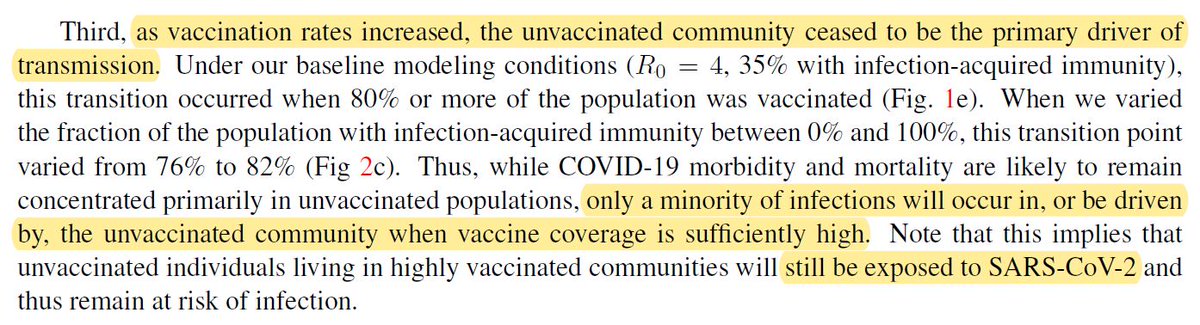 Third, as vaccination rates increased, the unvaccinated community ceased to be the primary driver of
transmission. Under our baseline modeling conditions (R0 = 4, 35% with infection-acquired immunity),
this transition occurred when 80% or more of the population was vaccinated (Fig. 1e). When we varied
the fraction of the population with infection-acquired immunity between 0% and 100%, this transition point
varied from 76% to 82% (Fig 2c). Thus, while COVID-19 morbidity and mortality are likely to remain
concentrated primarily in unvaccinated populations, only a minority of infections will occur in, or be driven
by, the unvaccinated community when vaccine coverage is sufficiently high. Note that this implies that
unvaccinated individuals living in highly vaccinated communities will still be exposed to SARS-CoV-2 and
thus remain at risk of infection.